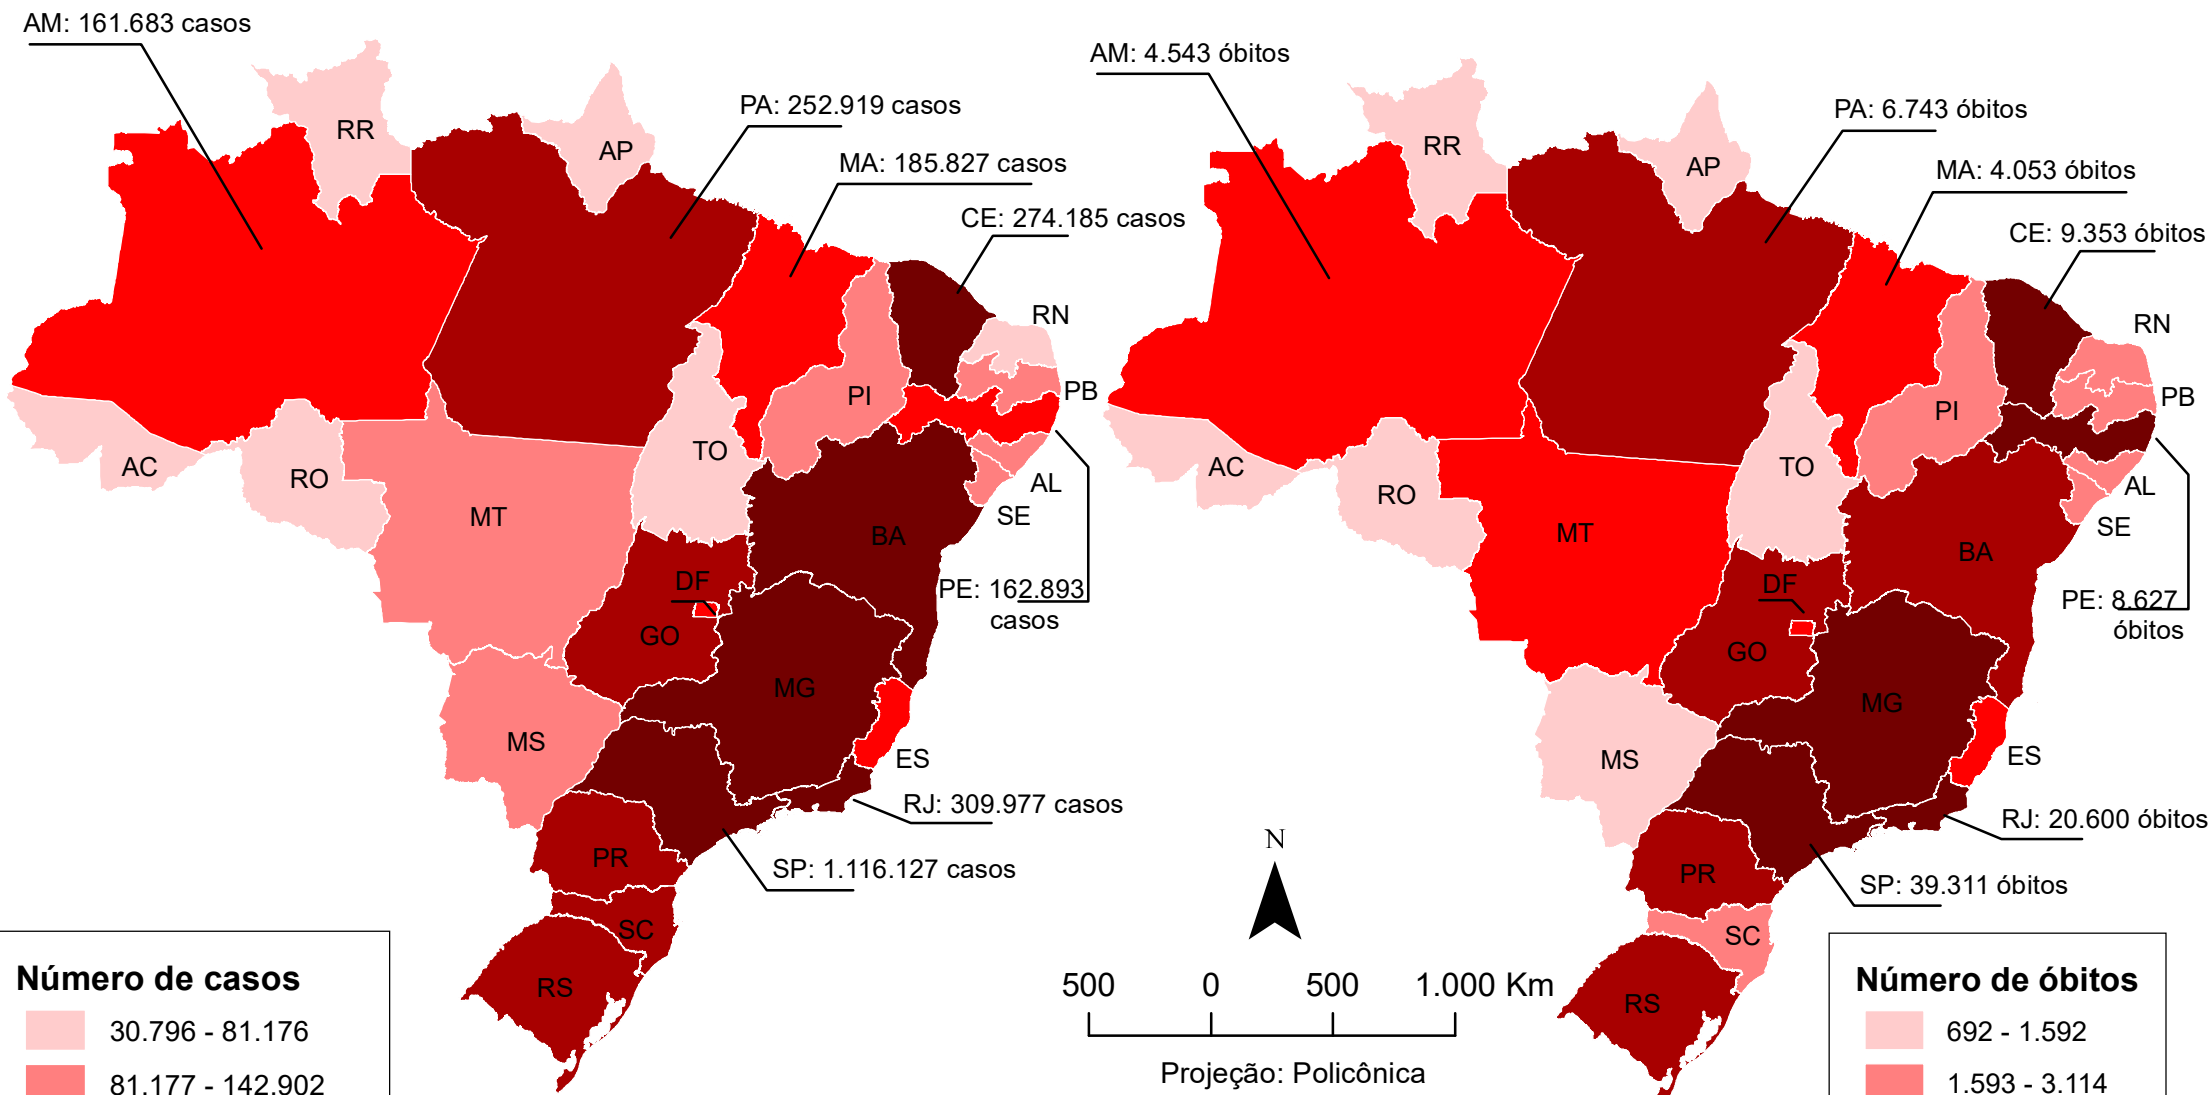 AM: 161.683 casos
RR
AP
PA: 252.919 casos
MA: 185.827 casos
CE: 274.185 casos
RN
PB
PI
TO
AC
RO
MT
AL
SE
BA
DF
GO
PE: 162.893
casos
MG
MS
ES
RJ: 309.977 casos
PR
SP: 1.116.127 casos
SC
RS
Número de casos
30.796 - 81.176
81.177 - 142.902
AM: 4.543 óbitos
RR
AP
PA: 6.743 óbitos
MA: 4.053 óbitos
CE: 9.353 óbitos
RN
PB
PI
TO
AC
RO
MT
AL
SE
BA
DF
GO
PE: 8.627
óbitos
MG
MS
ES
RJ: 20.600 óbitos
PR
SP: 39.311 óbitos
SC
RS
N
500 0 500 1.000 Km
Projeção: Policônica
Número de óbitos
692 - 1.592
1.593 - 3.114